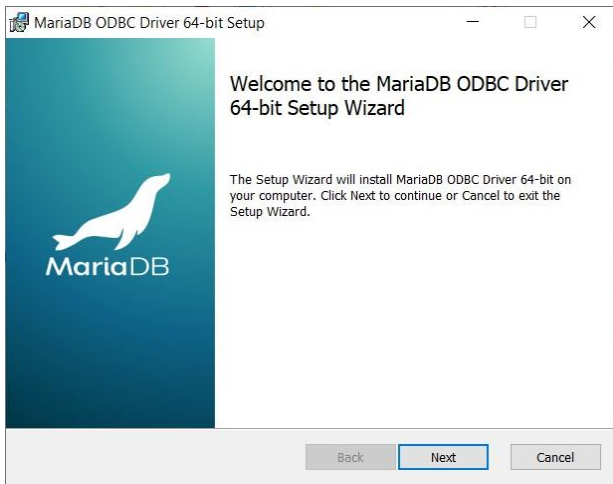 MariaDB ODBC Driver 64-bit Setup
Welcome to the MariaDB ODBC Driver
64-bit Setup Wizard
The Setup Wizard will install MariaDB ODBC Driver 64-bit on
your computer. Click Next to continue or Cancel to exit the
Setup Wizard.
MariaDB
Back
Next
Cancel